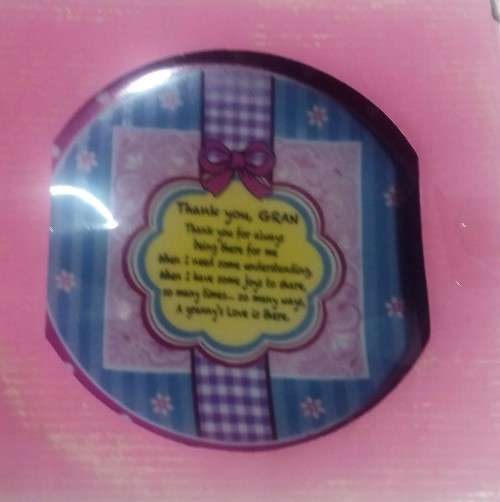 Thank you, GRAN
Thank you for always
being there for me
When I need some understanding,
When I have some joys to share,
so many times... so many ways,
A granny's Love is there.